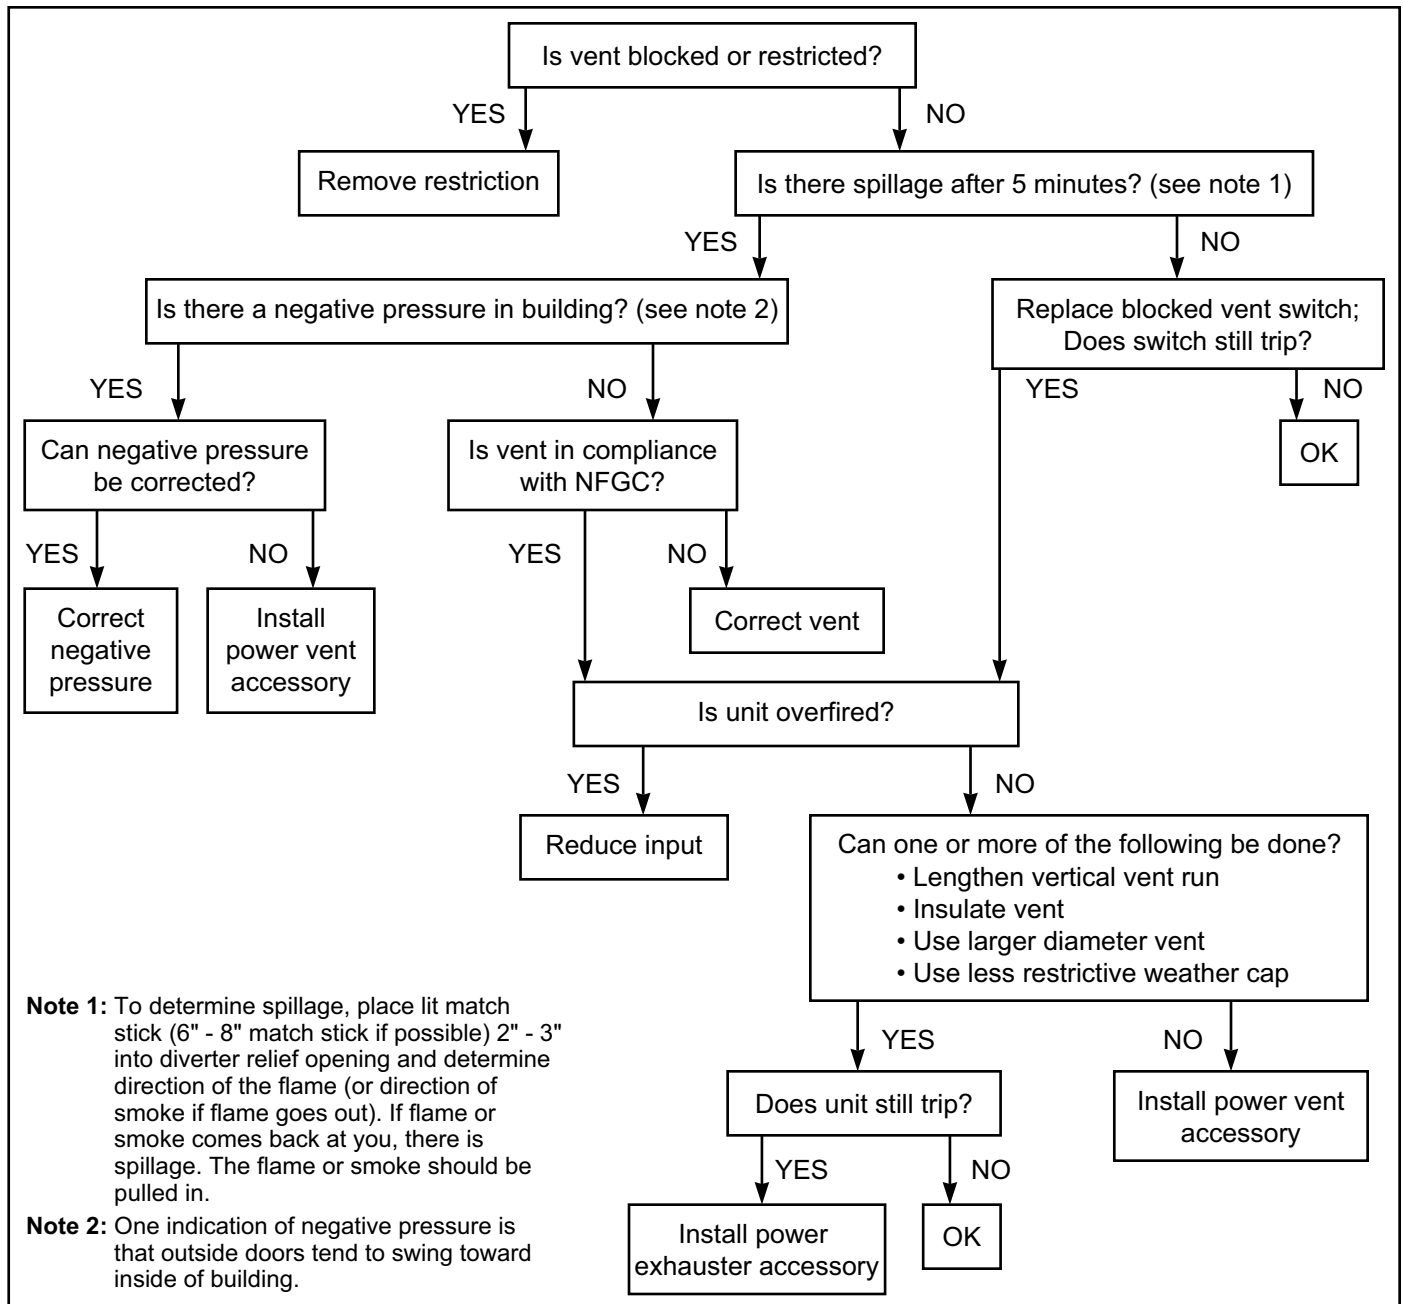 Is vent blocked or restricted?
YES
NO
Remove restriction
Is there spillage after 5 minutes? (see note 1)
YES
NO
Is there a negative pressure in building? (see note 2)
Replace blocked vent switch;
Does switch still trip?
YES
NO
YES
NO
Can negative pressure
be corrected?
Is vent in compliance
with NFGC?
OK
YES
NO
YES
NO
Correct
negative
pressure
Install
power vent
accessory
Correct vent
Is unit overfired?
YES
NO
Reduce input
Can one or more of the following be done?
• Lengthen vertical vent run
• Insulate vent
• Use larger diameter vent
• Use less restrictive weather cap
YES
NO
Does unit still trip?
Install power vent
accessory
YES
NO
Install power
exhauster accessory
OK
Note 1: To determine spillage, place lit match
stick (6" - 8" match stick if possible) 2" - 3"
into diverter relief opening and determine
direction of the flame (or direction of
smoke if flame goes out). If flame or
smoke comes back at you, there is
spillage. The flame or smoke should be
pulled in.
Note 2: One indication of negative pressure is
that outside doors tend to swing toward
inside of building.